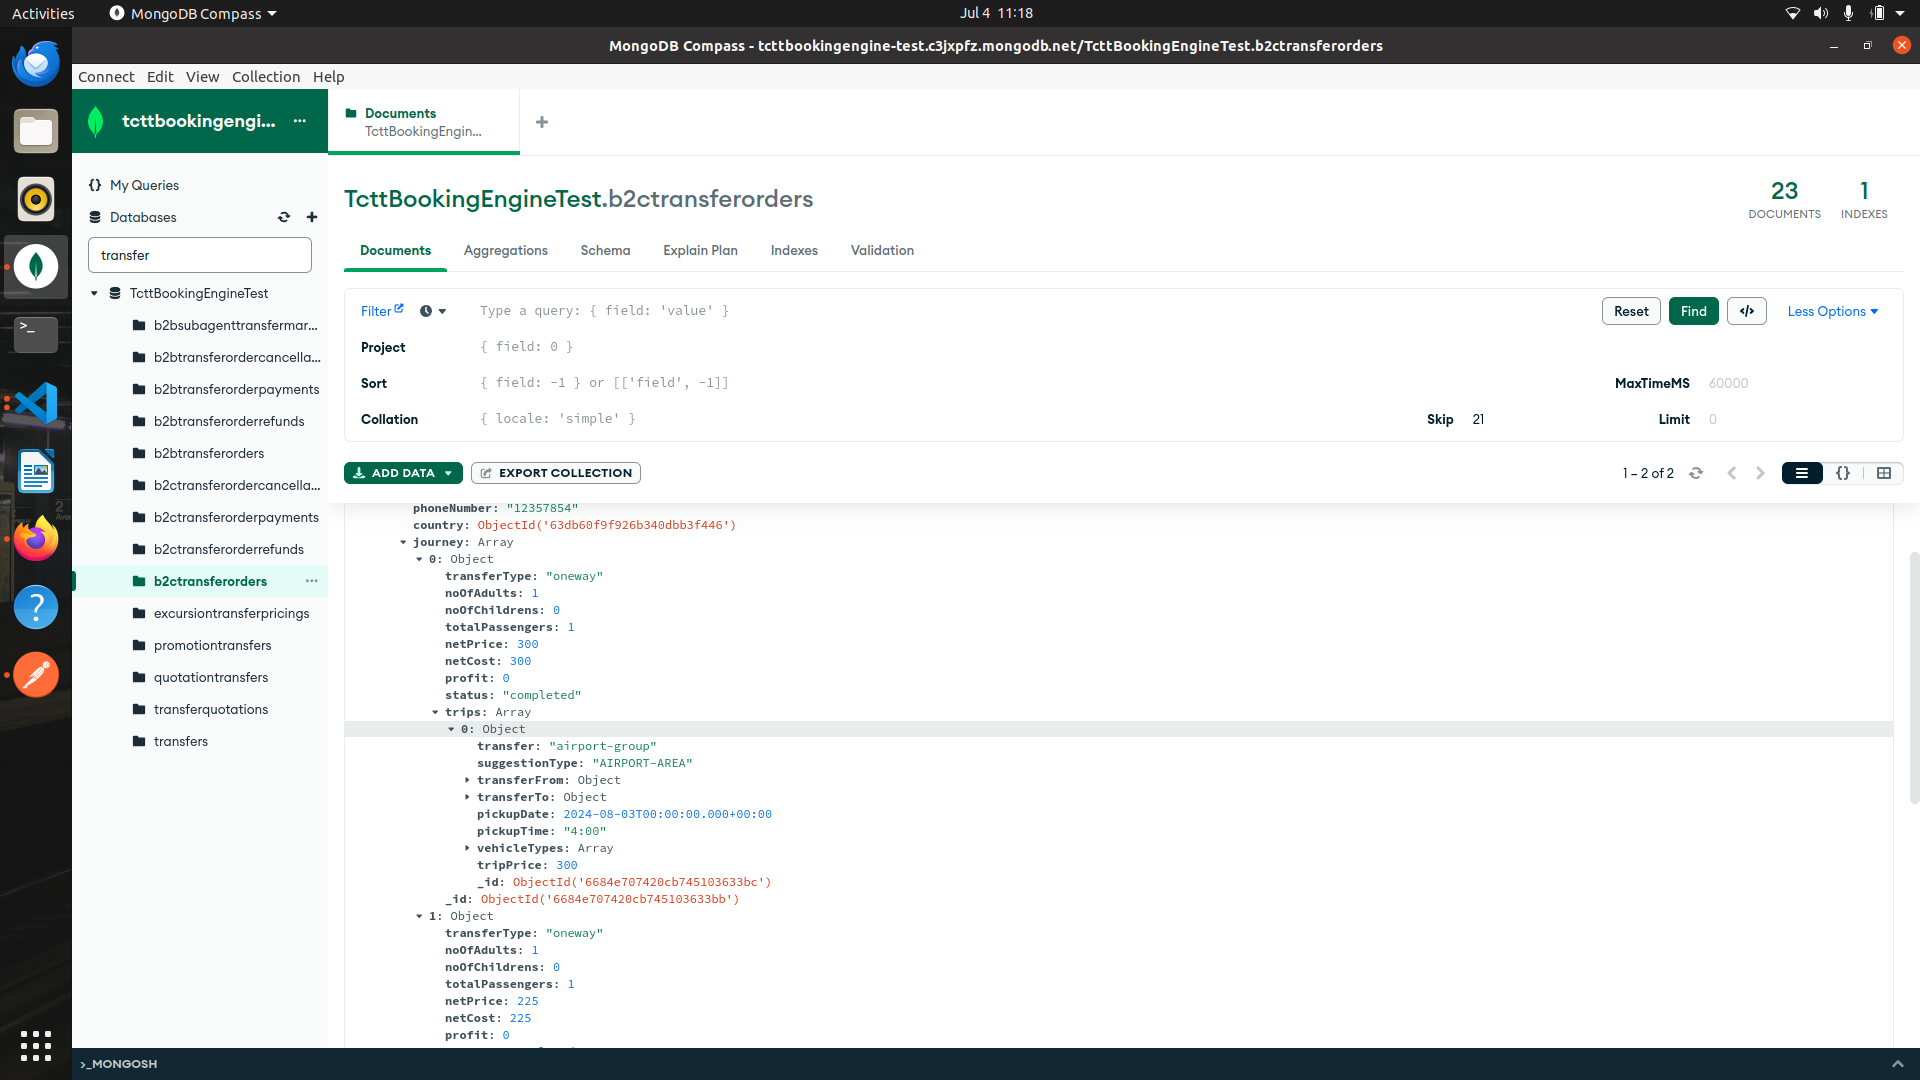 Activities
MongoDB Compass
Jul 4 11:18
MongoDB Compass - tcttbookingengine-test.c3jxpfz.mongodb.net/TcttBookingEngineTest.b2ctransferorders
Connect Edit View Collection Help
tcttbookingengi...
Documents
TcttBookingEngin...
My Queries
Databases
transfer
TcttBookingEngineTest
b2bsubagenttransfermar...
b2btransferordercancella...
b2btransferorderpayments
b2btransferorderrefunds
b2btransferorders
b2ctransferordercancella...
b2ctransferorderpayments
b2ctransferorderrefunds
b2ctransferorders
excursiontransferpricings
promotiontransfers
quotationtransfers
transferquotations
transfers
TcttBookingEngineTest.b2ctransferorders
23
DOCUMENTS
1
INDEXES
Documents Aggregations Schema Explain Plan Indexes Validation
Filter Type a query: { field: 'value' } Reset Find </> Less Options
Project { field: 0 }
Sort { field: -1 } or [['field', -1]] MaxTimeMS 60000
Collation { locale: 'simple' } Skip 21 Limit 0
ADD DATA EXPORT COLLECTION 1 – 2 of 2 {}
phoneNumber: "12357854"
country: ObjectId('63db60f9f926b340dbb3f446')
journey: Array
0: Object
transferType: "oneway"
noOfAdults: 1
noOfChildrens: 0
totalPassengers: 1
netPrice: 300
netCost: 300
profit: 0
status: "completed"
trips: Array
0: Object
transfer: "airport-group"
suggestionType: "AIRPORT-AREA"
transferFrom: Object
transferTo: Object
pickupDate: 2024-08-03T00:00:00.000+00:00
pickupTime: "4:00"
vehicleTypes: Array
tripPrice: 300
_id: ObjectId('6684e707420cb745103633bc')
_id: ObjectId('6684e707420cb745103633bb')
1: Object
transferType: "oneway"
noOfAdults: 1
noOfChildrens: 0
totalPassengers: 1
netPrice: 225
netCost: 225
profit: 0
>_MONGOSH